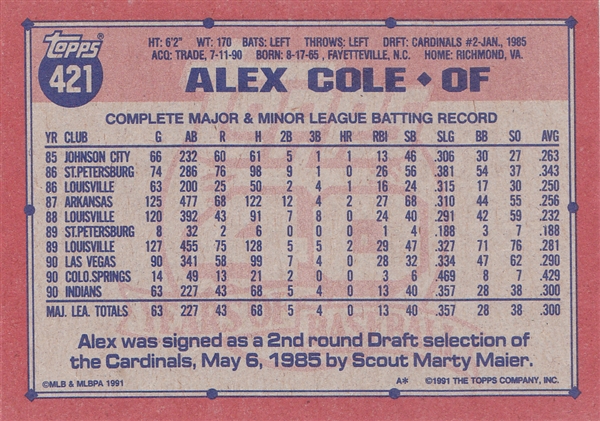 Topps®
421
HT: 6'2" WT: 170 BATS: LEFT THROWS: LEFT DRFT: CARDINALS #2-JAN., 1985
ACQ: TRADE, 7-11-90 BORN: 8-17-65, FAYETTEVILLE, N.C. HOME: RICHMOND, VA.
ALEX COLE ♦ OF
COMPLETE MAJOR & MINOR LEAGUE BATTING RECORD
YR CLUB G AB R H 2B 3B HR RBI SB SLG BB SO AVG
85 JOHNSON CITY 66 232 60 61 5 1 1 13 46 .306 30 27 .263
86 ST.PETERSBURG 74 286 76 98 9 1 0 26 56 .381 54 37 .343
86 LOUISVILLE 63 200 25 50 2 4 1 16 24 .315 17 30 .250
87 ARKANSAS 125 477 68 122 12 4 2 27 68 .310 44 55 .256
88 LOUISVILLE 120 392 44 91 7 8 0 24 40 .291 42 59 .232
89 ST.PETERSBURG 8 32 2 6 0 0 0 1 4 .188 3 7 .188
89 LOUISVILLE 127 455 75 128 5 5 2 29 47 .327 71 76 .281
90 LAS VEGAS 90 341 58 99 7 4 0 28 32 .334 47 62 .290
90 COLO.SPRINGS 14 49 13 21 2 0 0 3 6 .469 8 7 .429
90 INDIANS 63 227 43 68 5 4 0 13 40 .357 28 38 .300
MAJ. LEA. TOTALS 63 227 43 68 5 4 0 13 40 .357 28 38 .300
Alex was signed as a 2nd round Draft selection of
the Cardinals, May 6, 1985 by Scout Marty Maier.
©MLB & MLBPA 1991 A* ©1991 THE TOPPS COMPANY, INC.